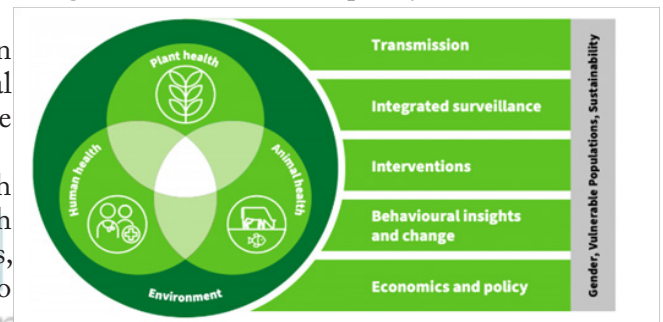 Plant health
Human health
Animal health
Environment
Transmission
Integrated surveillance
Interventions
Behavioural insights
and change
Economics and policy
Gender, Vulnerable Populations, Sustainability